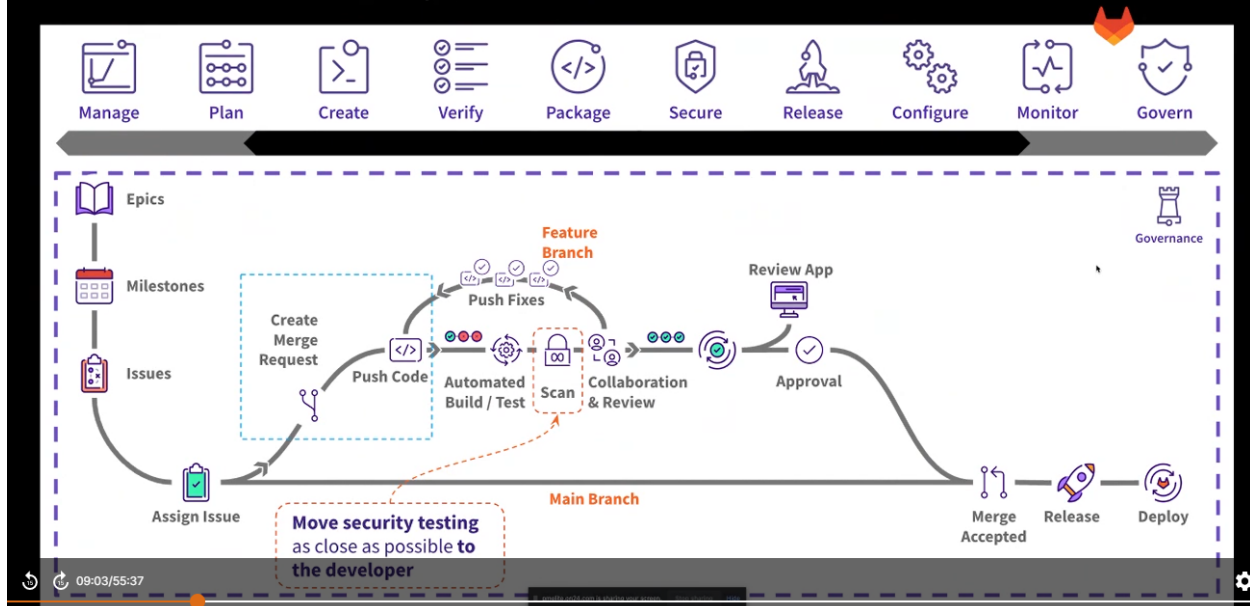 Manage
Plan
Create
Verify
Package
Secure
Release
Configure
Monitor
Govern
Epics
Governance
Feature
Branch
Review App
Milestones
Push Fixes
Create
Merge
Request
Issues
Push Code
Automated
Build / Test
Scan
Collaboration
& Review
Approval
Main Branch
Assign Issue
Move security testing
as close as possible to
the developer
Merge
Accepted
Release
Deploy
15
15
09:03/55:37